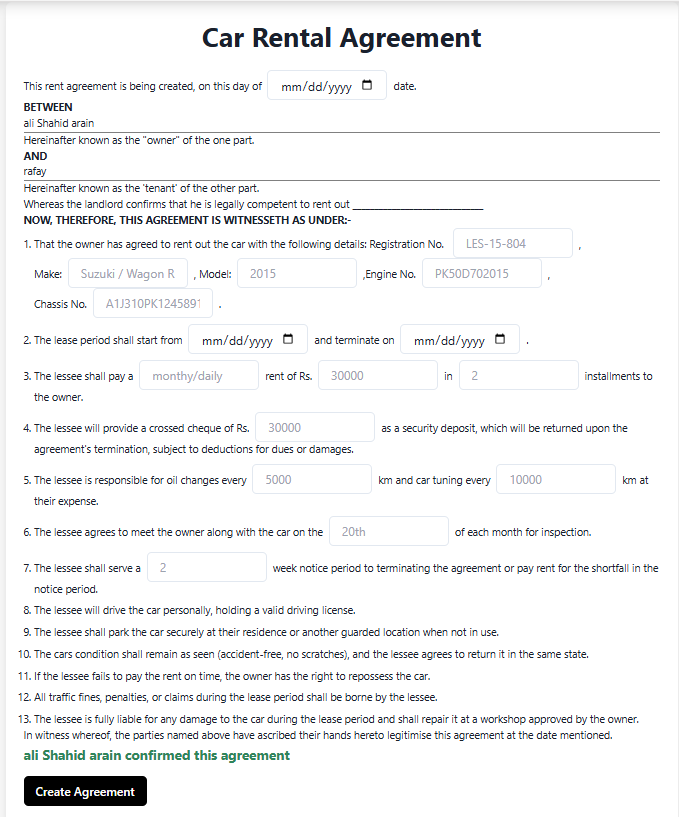 Car Rental Agreement
This rent agreement is being created, on this day of mm/dd/yyyy date.
BETWEEN
ali Shahid arain
Hereinafter known as the "owner" of the one part.
AND
rafay
Hereinafter known as the 'tenant' of the other part.
Whereas the landlord confirms that he is legally competent to rent out ____________________________
NOW, THEREFORE, THIS AGREEMENT IS WITNESSETH AS UNDER:-
1. That the owner has agreed to rent out the car with the following details: Registration No. LES-15-804 ,
Make: Suzuki / Wagon R , Model: 2015 ,Engine No. PK50D702015 ,
Chassis No. A1J310PK1245891 .
2. The lease period shall start from mm/dd/yyyy and terminate on mm/dd/yyyy .
3. The lessee shall pay a monthy/daily rent of Rs. 30000 in 2 installments to
the owner.
4. The lessee will provide a crossed cheque of Rs. 30000 as a security deposit, which will be returned upon the
agreement's termination, subject to deductions for dues or damages.
5. The lessee is responsible for oil changes every 5000 km and car tuning every 10000 km at
their expense.
6. The lessee agrees to meet the owner along with the car on the 20th of each month for inspection.
7. The lessee shall serve a 2 week notice period to terminating the agreement or pay rent for the shortfall in the
notice period.
8. The lessee will drive the car personally, holding a valid driving license.
9. The lessee shall park the car securely at their residence or another guarded location when not in use.
10. The cars condition shall remain as seen (accident-free, no scratches), and the lessee agrees to return it in the same state.
11. If the lessee fails to pay the rent on time, the owner has the right to repossess the car.
12. All traffic fines, penalties, or claims during the lease period shall be borne by the lessee.
13. The lessee is fully liable for any damage to the car during the lease period and shall repair it at a workshop approved by the owner.
In witness whereof, the parties named above have ascribed their hands hereto legitimise this agreement at the date mentioned.
ali Shahid arain confirmed this agreement
Create Agreement